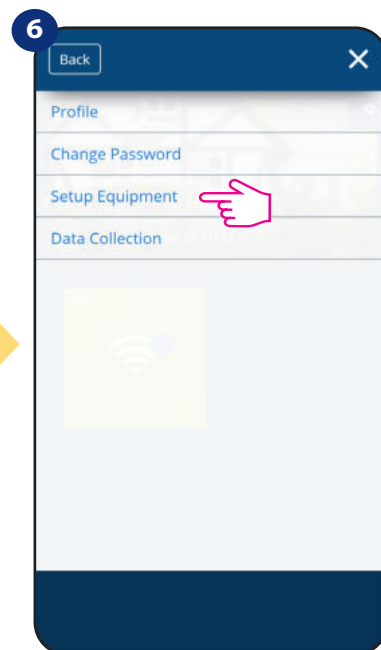 6
Back
Profile
Change Password
Setup Equipment
Data Collection